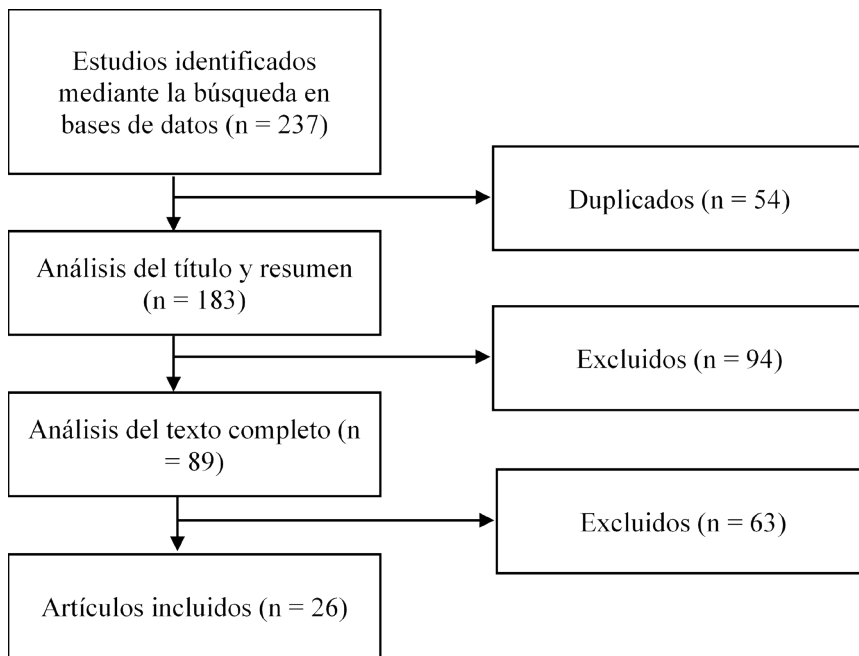 Estudios identificados
mediante la búsqueda en
bases de datos (n = 237)
Duplicados (n = 54)
Análisis del título y resumen
(n = 183)
Excluidos (n = 94)
Análisis del texto completo (n
= 89)
Excluidos (n = 63)
Artículos incluidos (n = 26)